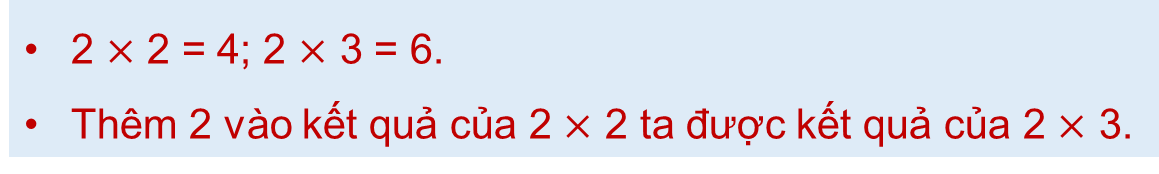 • 2 × 2 = 4; 2 × 3 = 6.
• Thêm 2 vào kết quả của 2 × 2 ta được kết quả của 2 × 3.